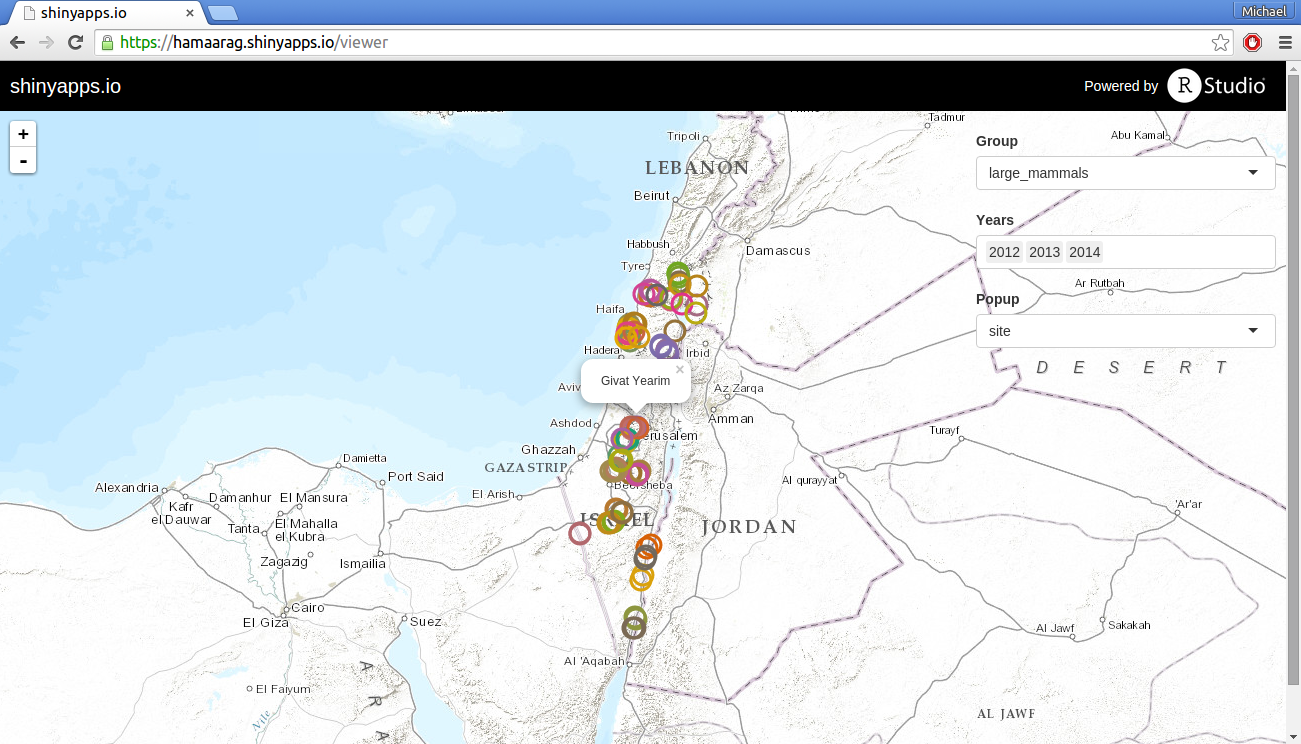 shinyapps.io
×
Michael
https://hamaarag.shinyapps.io/viewer
shinyapps.io
Powered by
R Studio
+
-
Group
large_mammals
Years
2012 2013 2014
Popup
site
Givat Yearim
×
Tadmur
Tripoli
Abu Kamal
LEBANON
Beirut
Habbush
Damascus
Tyre
Ar Rutbah
Haifa
Hadera
Irbid
D E S E R T
Aviv
Az Zarqa
Ashdod
Amman
Jerusalem
Turayf
Ghazzah
GAZA STRIP
Damietta
Port Said
Al qurayyat
Beersheba
Alexandria
El Arish
Damanhur
El Mansura
Kafr
el Dauwar
'Ar'ar
ISRAEL
JORDAN
Tanta
El Mahalla
el Kubra
Zagazig
Ismailia
Cairo
El Giza
Suez
Al Jawf
Sakakah
Al 'Aqabah
A
R
A
El Faiyum
Nile
AL JAWF